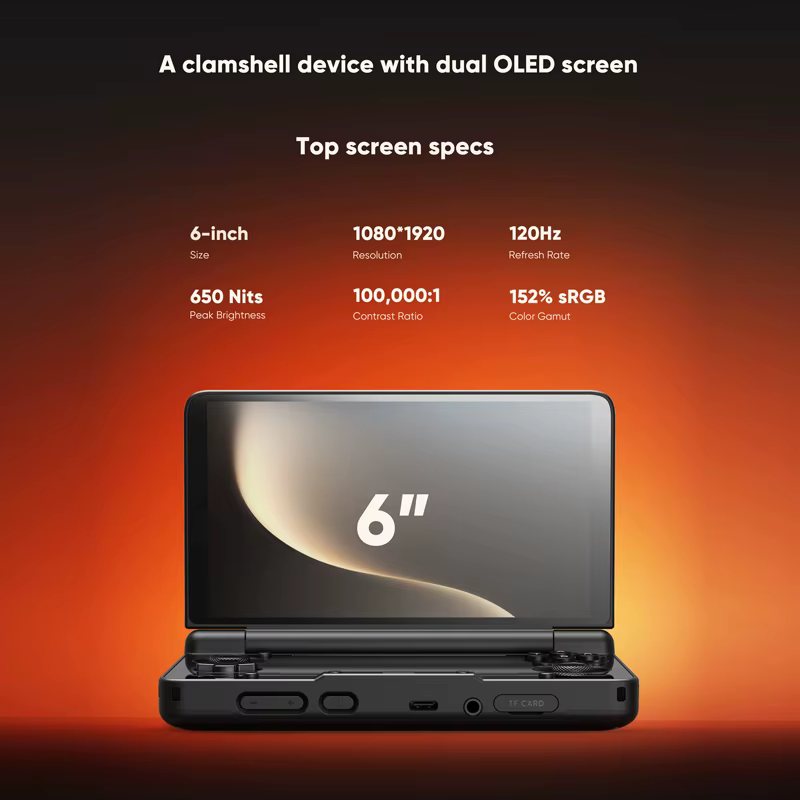 A clamshell device with dual OLED screen
Top screen specs
6-inch
Size
1080*1920
Resolution
120Hz
Refresh Rate
650 Nits
Peak Brightness
100,000:1
Contrast Ratio
152% sRGB
Color Gamut
6"
- +
TF CARD